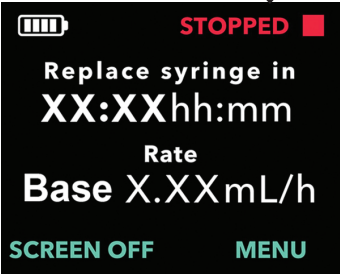 STOPPED
Replace syringe in
XX:XXhh:mm
Rate
Base X.XXmL/h
SCREEN OFF MENU